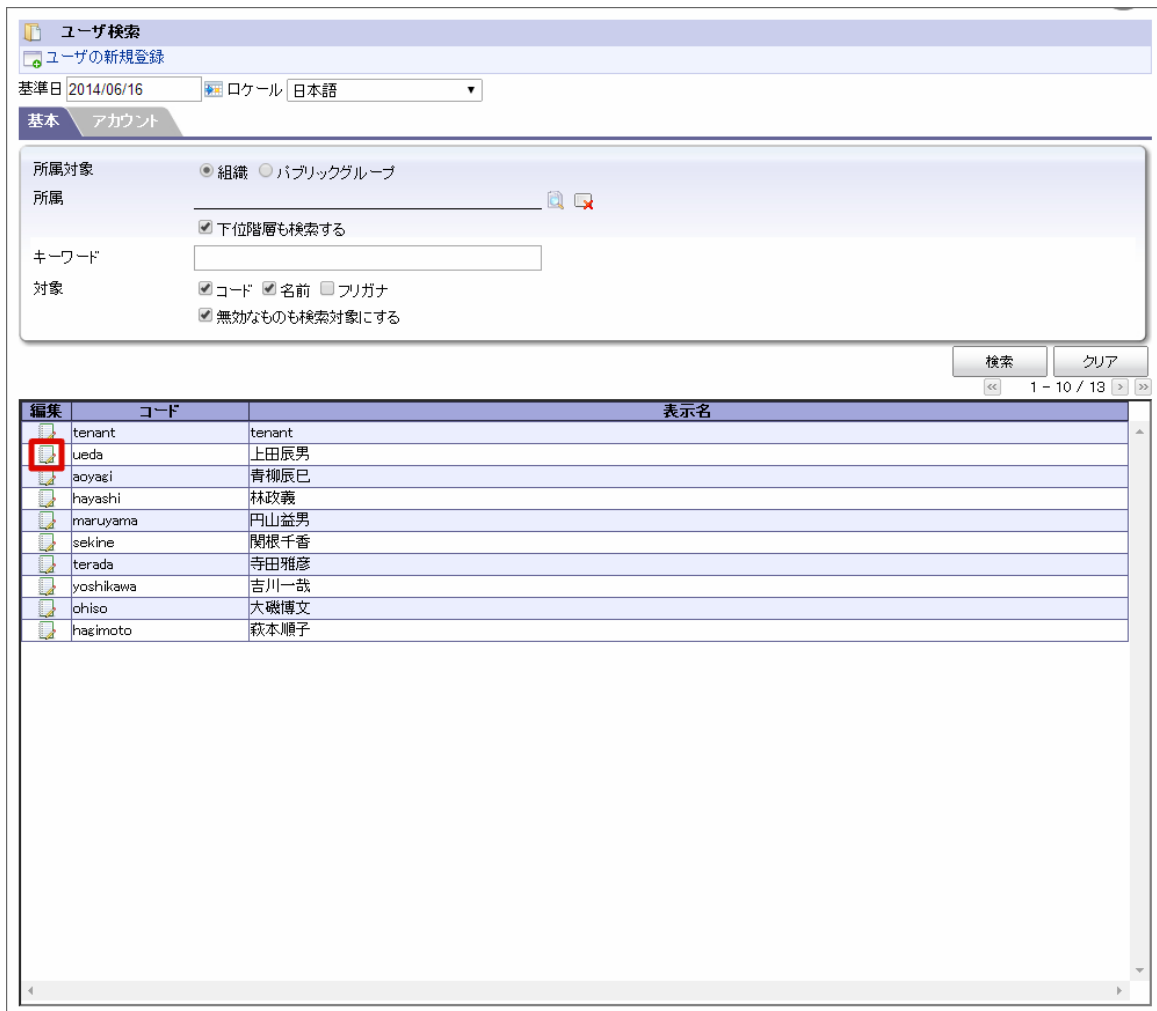 ユーザ検索
ユーザの新規登録
基準日 2014/06/16 ロケール 日本語
基本 アカウント
所属対象 組織 パブリックグループ
所属
下位階層も検索する
キーワード
対象 コード 名前 フリガナ
無効なものも検索対象にする
検索 クリア
1 - 10 / 13
編集 コード 表示名
tenant tenant
ueda 上田辰男
aoyagi 青柳辰巳
hayashi 林政義
maruyama 円山益男
sekine 関根千香
terada 寺田雅彦
yoshikawa 吉川一哉
ohiso 大磯博文
hagimoto 萩本順子